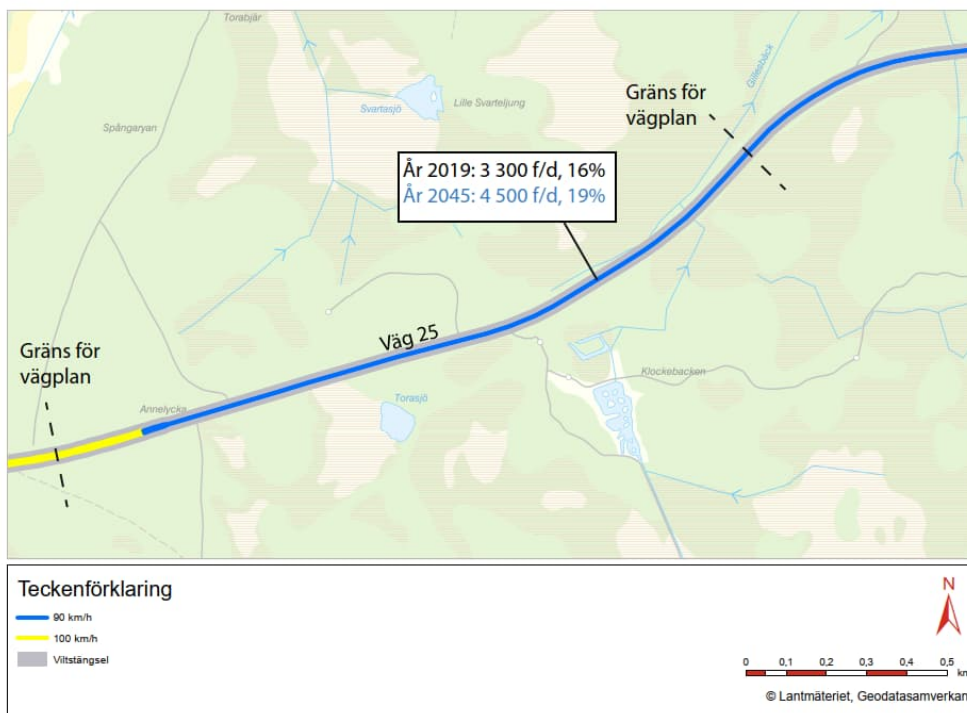 Torabjär
Spångaryan
Svartasjö
Lille Svarteljung
Gillesbäck
Gräns för
vägplan
År 2019: 3 300 f/d, 16%
År 2045: 4 500 f/d, 19%
Väg 25
Gräns för
vägplan
Annelycka
Torasjö
Klockebacken
Teckenförklaring
90 km/h
100 km/h
Viltstängsel
N
0 0,1 0,2 0,3 0,4 0,5
km
© Lantmäteriet, Geodatasamverkan